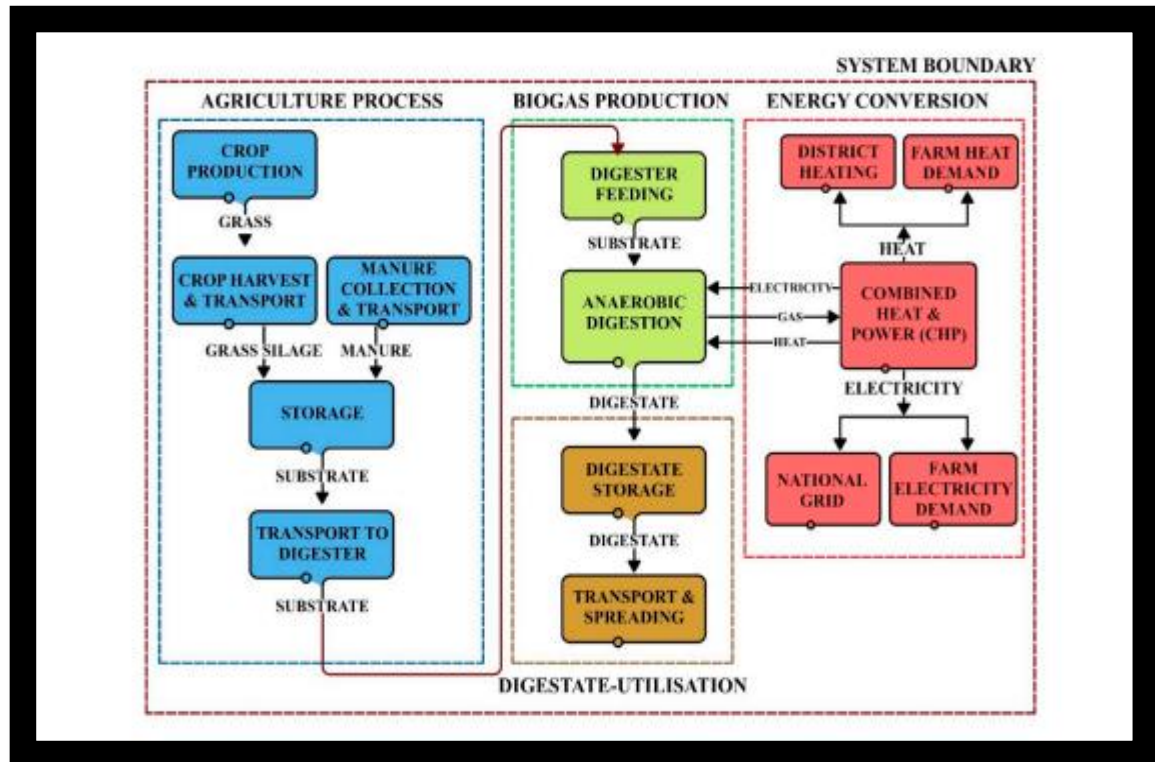 SYSTEM BOUNDARY
AGRICULTURE PROCESS
CROP
PRODUCTION
GRASS
CROP HARVEST
& TRANSPORT
MANURE
COLLECTION
& TRANSPORT
GRASS SILAGE
MANURE
STORAGE
SUBSTRATE
TRANSPORT TO
DIGESTER
SUBSTRATE
BIOGAS PRODUCTION
DIGESTER
FEEDING
SUBSTRATE
ANAEROBIC
DIGESTION
ELECTRICITY
GAS
HEAT
DIGESTATE
DIGESTATE
STORAGE
DIGESTATE
TRANSPORT &
SPREADING
DIGESTATE-UTILISATION
ENERGY CONVERSION
DISTRICT
HEATING
FARM HEAT
DEMAND
HEAT
COMBINED
HEAT &
POWER (CHP)
ELECTRICITY
NATIONAL
GRID
FARM
ELECTRICITY
DEMAND